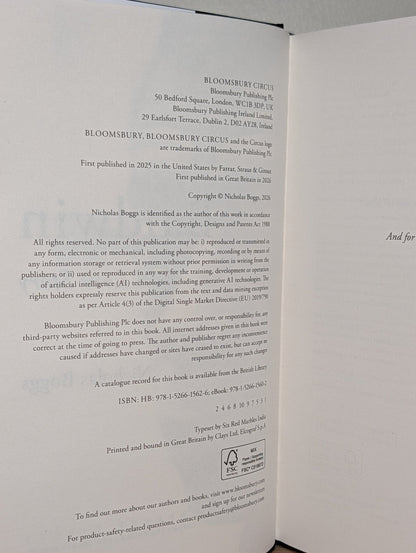 BLOOMSBURY CIRCUS
Bloomsbury Publishing Plc
50 Bedford Square, London, WC1B 3DP, UK
Bloomsbury Publishing Ireland Limited,
29 Earlsfort Terrace, Dublin 2, D02 AY28, Ireland
BLOOMSBURY, BLOOMSBURY CIRCUS and the Circus logo
are trademarks of Bloomsbury Publishing Plc
First published in 2025 in the United States by Farrar, Straus & Giroux
First published in Great Britain in 2026
Copyright © Nicholas Boggs, 2026
Nicholas Boggs is identified as the author of this work in accordance
with the Copyright, Designs and Patents Act 1988
All rights reserved. No part of this publication may be: i) reproduced or transmitted in
any form, electronic or mechanical, including photocopying, recording or by means of
any information storage or retrieval system without prior permission in writing from the
publishers; or ii) used or reproduced in any way for the training, development or operation
of artificial intelligence (AI) technologies, including generative AI technologies. The
rights holders expressly reserve this publication from the text and data mining exception
as per Article 4(3) of the Digital Single Market Directive (EU) 2019/790
Bloomsbury Publishing Plc does not have any control over, or responsibility for, any
third-party websites referred to in this book. All internet addresses given in this book were
correct at the time of going to press. The author and publisher regret any inconvenience
caused if addresses have changed or sites have ceased to exist, but can accept no
responsibility for any such changes
A catalogue record for this book is available from the British Library
ISBN: HB: 978-1-5266-1562-6; eBook: 978-1-5266-1560-2
2 4 6 8 10 9 7 5 3 1
Typeset by Six Red Marbles India
Printed and bound in Great Britain by Clays Ltd, Elcograf S.p.A
FSC
MIX
To find out more about our authors and books, visit www.bloomsbury.com
and sign up for our newsletters
For product-safety-related questions, contact productsafety@bloomsbury.com
And for